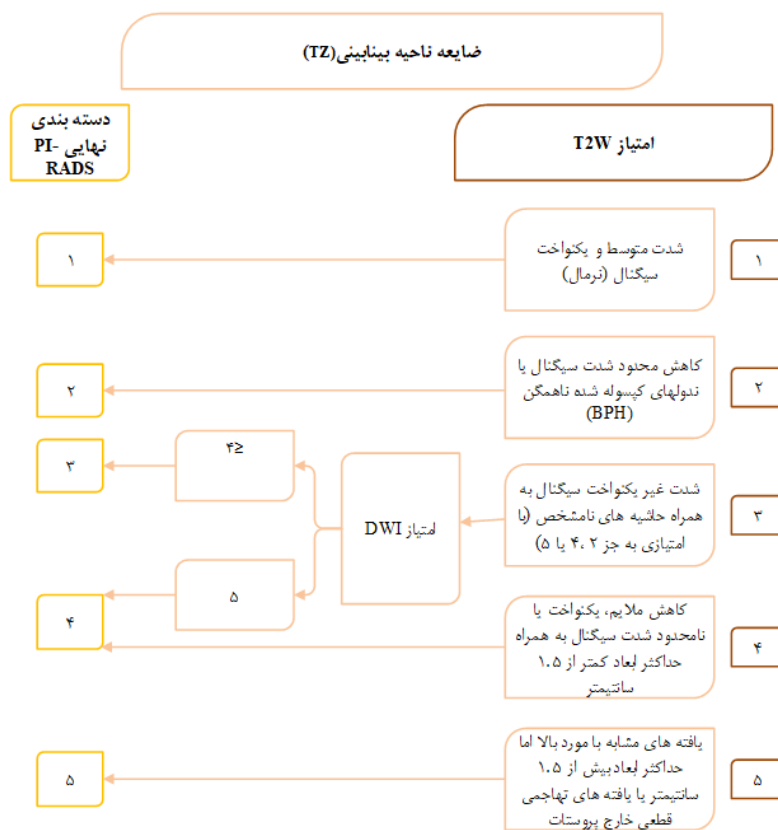 ضایعه ناحیه بینابینی(TZ)
امتیاز T2W
دسته بندی
نهایی PI-
RADS
۱
شدت متوسط و یکنواخت
سیگنال (نرمال)
۱
۲
کاهش محدود شدت سیگنال یا
ندولهای کپسوله شده ناهمگن
(BPH)
۲
۳
شدت غیر یکنواخت سیگنال به
همراه حاشیه های نامشخص (یا
امتیازی به جز ۲ ،۴ یا ۵)
امتیاز DWI
≤۴
۳
۵
۴
۴
کاهش ملایم، یکنواخت یا
نامحدود شدت سیگنال به همراه
حداکثر ابعاد کمتر از ۱.۵
سانتیمتر
۵
یافته های مشابه با مورد بالا اما
حداکثر ابعادبیش از ۱.۵
سانتیمتر یا یافته های تهاجمی
قطعی خارج پروستات
۵